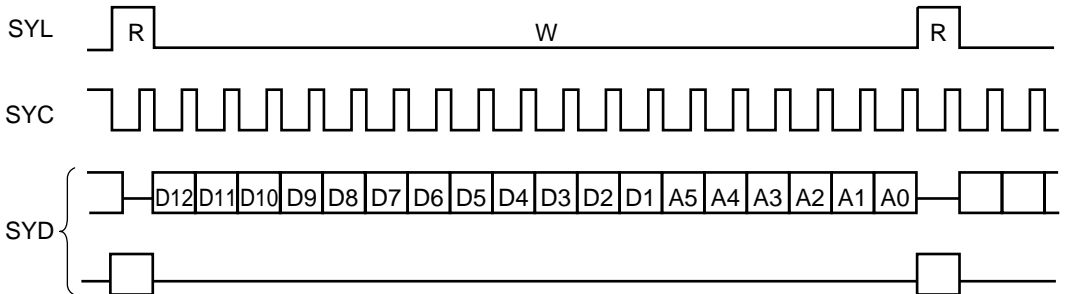 SYL R W R
SYC
D12 D11 D10 D9 D8 D7 D6 D5 D4 D3 D2 D1 A5 A4 A3 A2 A1 A0
SYD